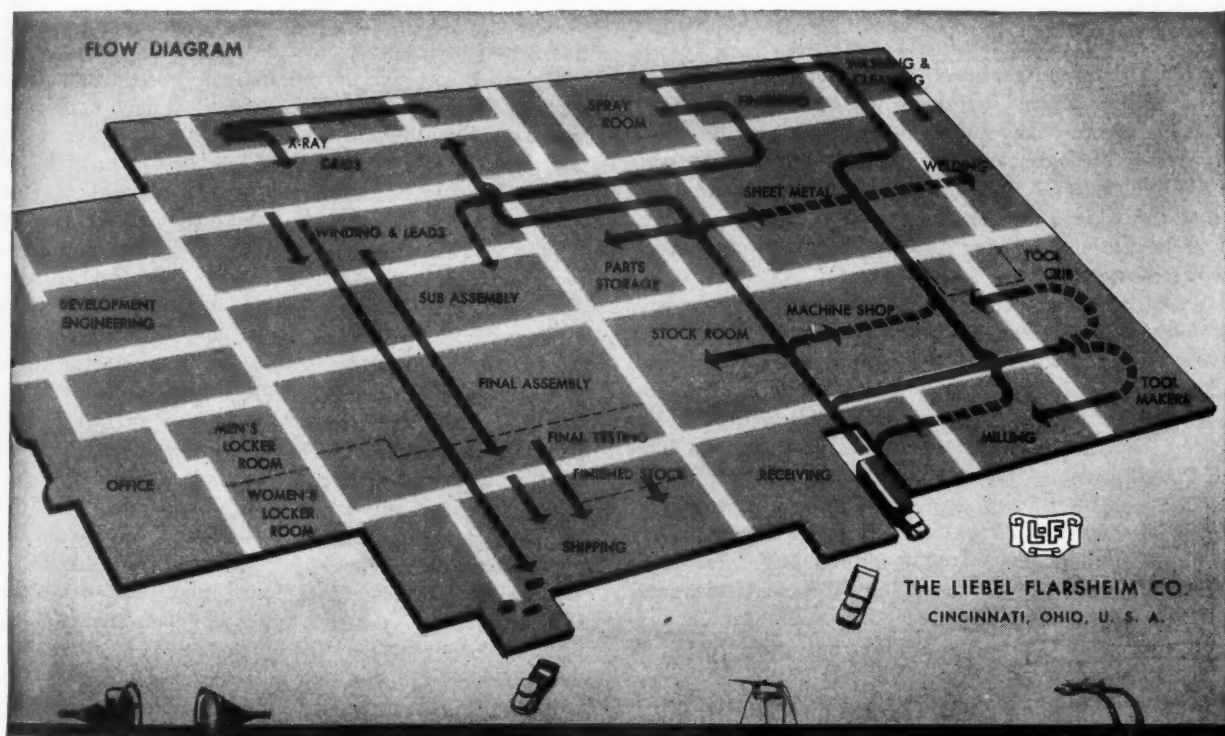 FLOW DIAGRAM
WASHING &
CLEANING
SPRAY
ROOM
FINISHING
X-RAY
GRIDS
WELDING
SHEET METAL
WINDING & LEADS
PARTS
STORAGE
TOOL
CRIB
DEVELOPMENT
ENGINEERING
SUB ASSEMBLY
MACHINE SHOP
STOCK ROOM
FINAL ASSEMBLY
TOOL
MAKERS
MEN'S
LOCKER
ROOM
FINAL TESTING
MILLING
OFFICE
WOMEN'S
LOCKER
ROOM
FINISHED STOCK
RECEIVING
SHIPPING
L-F
THE LIEBEL FLARSHEIM CO.
CINCINNATI, OHIO, U. S. A.